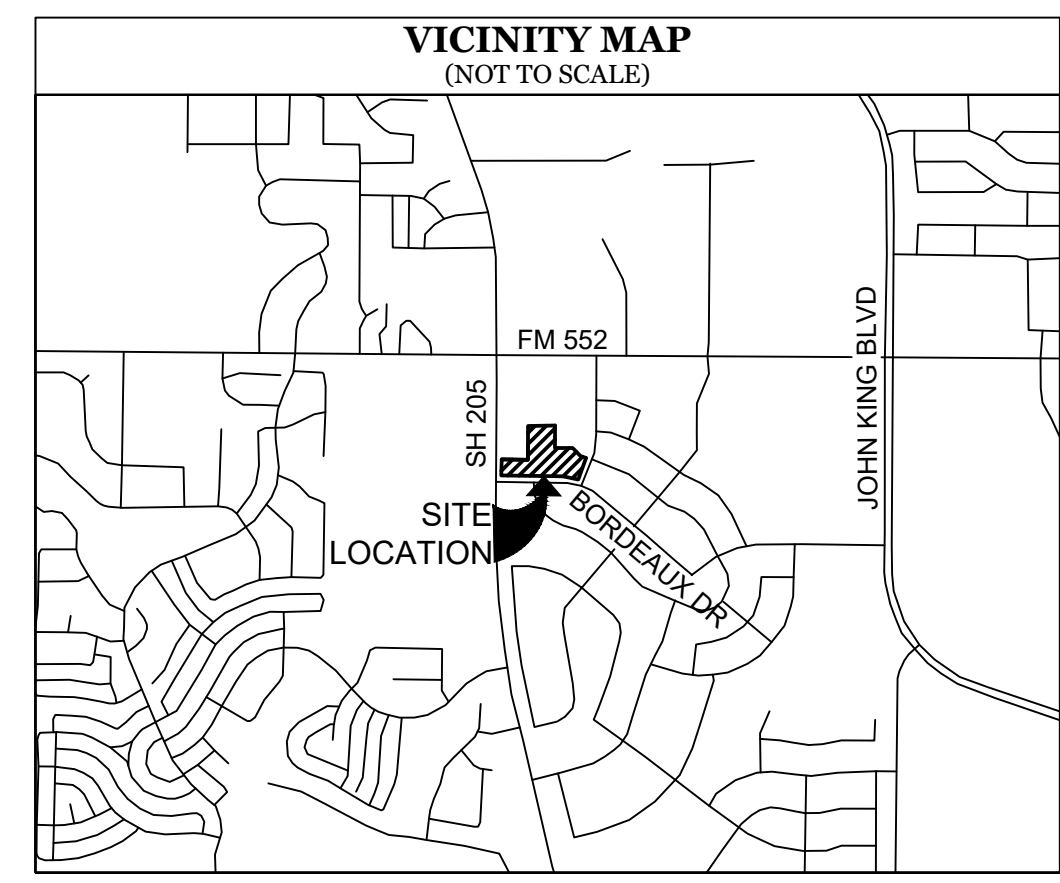 VICINITY MAP
(NOT TO SCALE)
FM 552
SH 205
JOHN KING BLVD
SITE
LOCATION
BORDEAUX DR